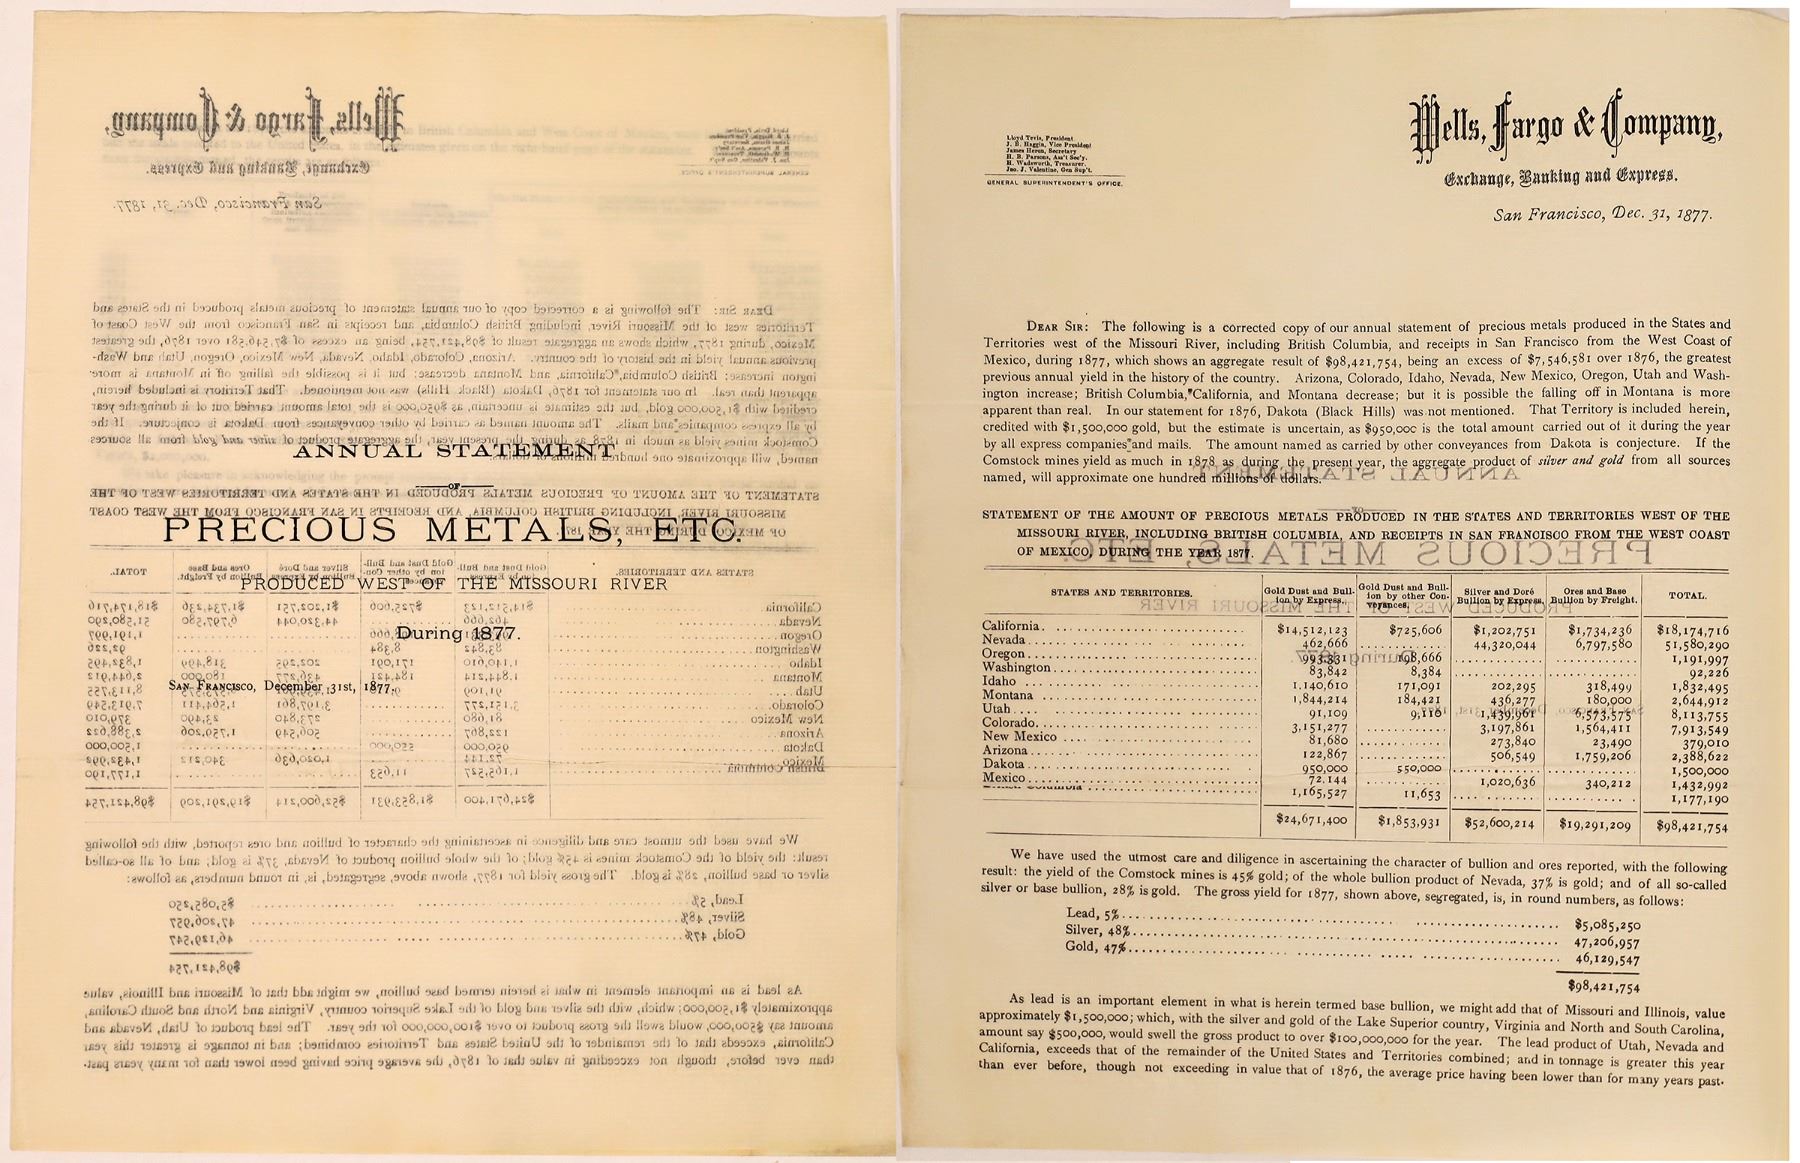 ANNUAL STATEMENT
OF
PRECIOUS METALS, ETC.
PRODUCED WEST OF THE MISSOURI RIVER
During 1877.
SAN FRANCISCO, December 31st, 1877.
Lloyd Tevis, President
J. B. Haggin, Vice President
James Heron, Secretary
H. B. Parsons, Ass't Sec'y.
H. Wadsworth, Treasurer.
Jno. J. Valentine, Gen Sup't.
GENERAL SUPERINTENDENT'S OFFICE.
Wells, Fargo & Company,
Exchange, Banking and Express.
San Francisco, Dec. 31, 1877.
DEAR SIR: The following is a corrected copy of our annual statement of precious metals produced in the States and
Territories west of the Missouri River, including British Columbia, and receipts in San Francisco from the West Coast of
Mexico, during 1877, which shows an aggregate result of $98,421,754, being an excess of $7,546,581 over 1876, the greatest
previous annual yield in the history of the country. Arizona, Colorado, Idaho, Nevada, New Mexico, Oregon, Utah and Wash-
ington increase; British Columbia, California, and Montana decrease; but it is possible the falling off in Montana is more
apparent than real. In our statement for 1876, Dakota (Black Hills) was not mentioned. That Territory is included herein,
credited with $1,500,000 gold, but the estimate is uncertain, as $950,000 is the total amount carried out of it during the year
by all express companies and mails. The amount named as carried by other conveyances from Dakota is conjecture. If the
Comstock mines yield as much in 1878 as during the present year, the aggregate product of silver and gold from all sources
named, will approximate one hundred millions of dollars.
STATEMENT OF THE AMOUNT OF PRECIOUS METALS PRODUCED IN THE STATES AND TERRITORIES WEST OF THE
MISSOURI RIVER, INCLUDING BRITISH COLUMBIA, AND RECEIPTS IN SAN FRANCISCO FROM THE WEST COAST
OF MEXICO, DURING THE YEAR 1877.
STATES AND TERRITORIES. Gold Dust and Bull-ion by Express. Gold Dust and Bull-ion by other Con-veyances. Silver and Doré Bullion by Express. Ores and Base Bullion by Freight. TOTAL.
California. $14,512,123 $725,606 $1,202,751 $1,734,236 $18,174,716
Nevada 462,666 44,320,044 6,797,580 51,580,290
Oregon 993,331 198,666 1,191,997
Washington 83,842 8,384 92,226
Idaho 1,140,610 171,091 202,295 318,499 1,832,495
Montana 1,844,214 184,421 436,277 180,000 2,644,912
Utah 91,109 9,110 1,439,961 6,573,575 8,113,755
Colorado 3,151,277 3,197,861 1,564,411 7,913,549
New Mexico 81,680 273,840 23,490 379,010
Arizona 122,867 506,549 1,759,206 2,388,622
Dakota 950,000 550,000 1,500,000
Mexico 72,144 1,020,636 340,212 1,432,992
British Columbia 1,165,527 11,653 1,177,190
$24,671,400 $1,853,931 $52,600,214 $19,291,209 $98,421,754
We have used the utmost care and diligence in ascertaining the character of bullion and ores reported, with the following
result: the yield of the Comstock mines is 45% gold; of the whole bullion product of Nevada, 37% is gold; and of all so-called
silver or base bullion, 28% is gold. The gross yield for 1877, shown above, segregated, is, in round numbers, as follows:
Lead, 5% $5,085,250
Silver, 48% 47,206,957
Gold, 47% 46,129,547
$98,421,754
As lead is an important element in what is herein termed base bullion, we might add that of Missouri and Illinois, value
approximately $1,500,000; which, with the silver and gold of the Lake Superior country, Virginia and North and South Carolina,
amount say $500,000, would swell the gross product to over $100,000,000 for the year. The lead product of Utah, Nevada and
California, exceeds that of the remainder of the United States and Territories combined; and in tonnage is greater this year
than ever before, though not exceeding in value that of 1876, the average price having been lower than for many years past.